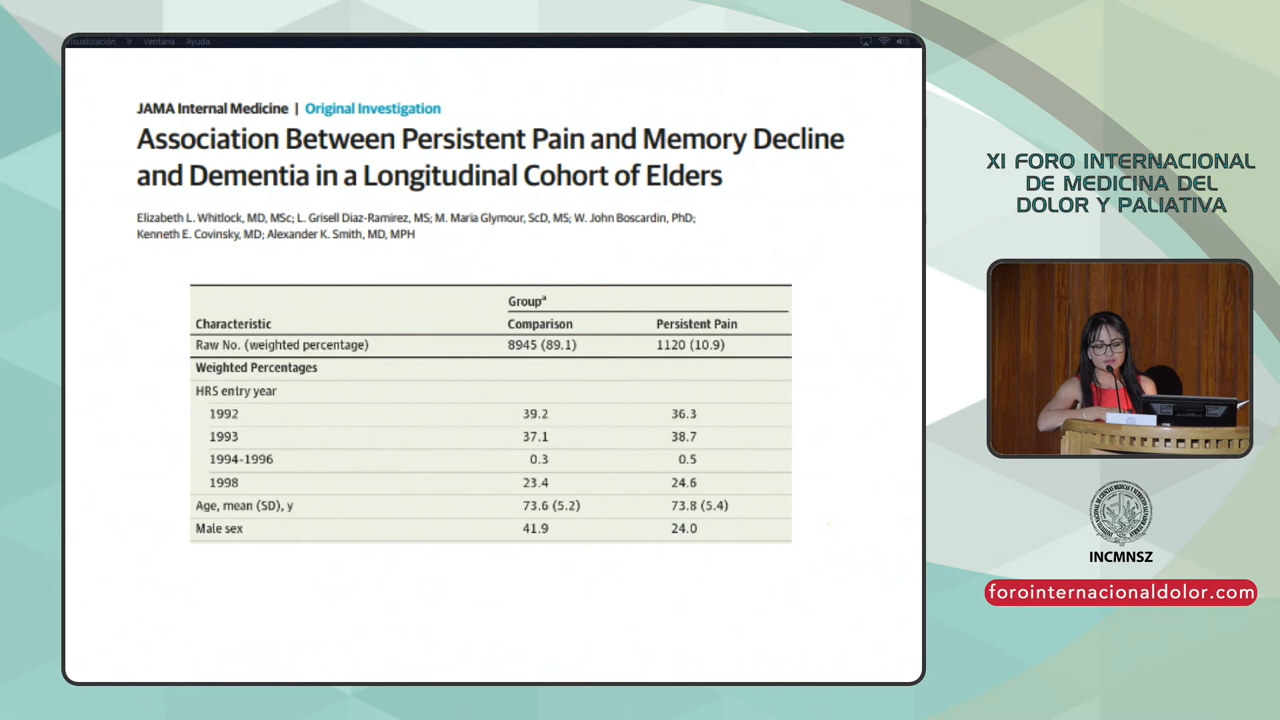 Visualización Ir Ventana Ayuda
JAMA Internal Medicine | Original Investigation
Association Between Persistent Pain and Memory Decline
and Dementia in a Longitudinal Cohort of Elders
Elizabeth L. Whitlock, MD, MSc; L. Grisell Diaz-Ramirez, MS; M. Maria Glymour, ScD, MS; W. John Boscardin, PhD;
Kenneth E. Covinsky, MD; Alexander K. Smith, MD, MPH
Groupª
Characteristic Comparison Persistent Pain
Raw No. (weighted percentage) 8945 (89.1) 1120 (10.9)
Weighted Percentages
HRS entry year
1992 39.2 36.3
1993 37.1 38.7
1994-1996 0.3 0.5
1998 23.4 24.6
Age, mean (SD), y 73.6 (5.2) 73.8 (5.4)
Male sex 41.9 24.0
XI FORO INTERNACIONAL
DE MEDICINA DEL
DOLOR Y PALIATIVA
INCMNSZ
forointernacionaldolor.com